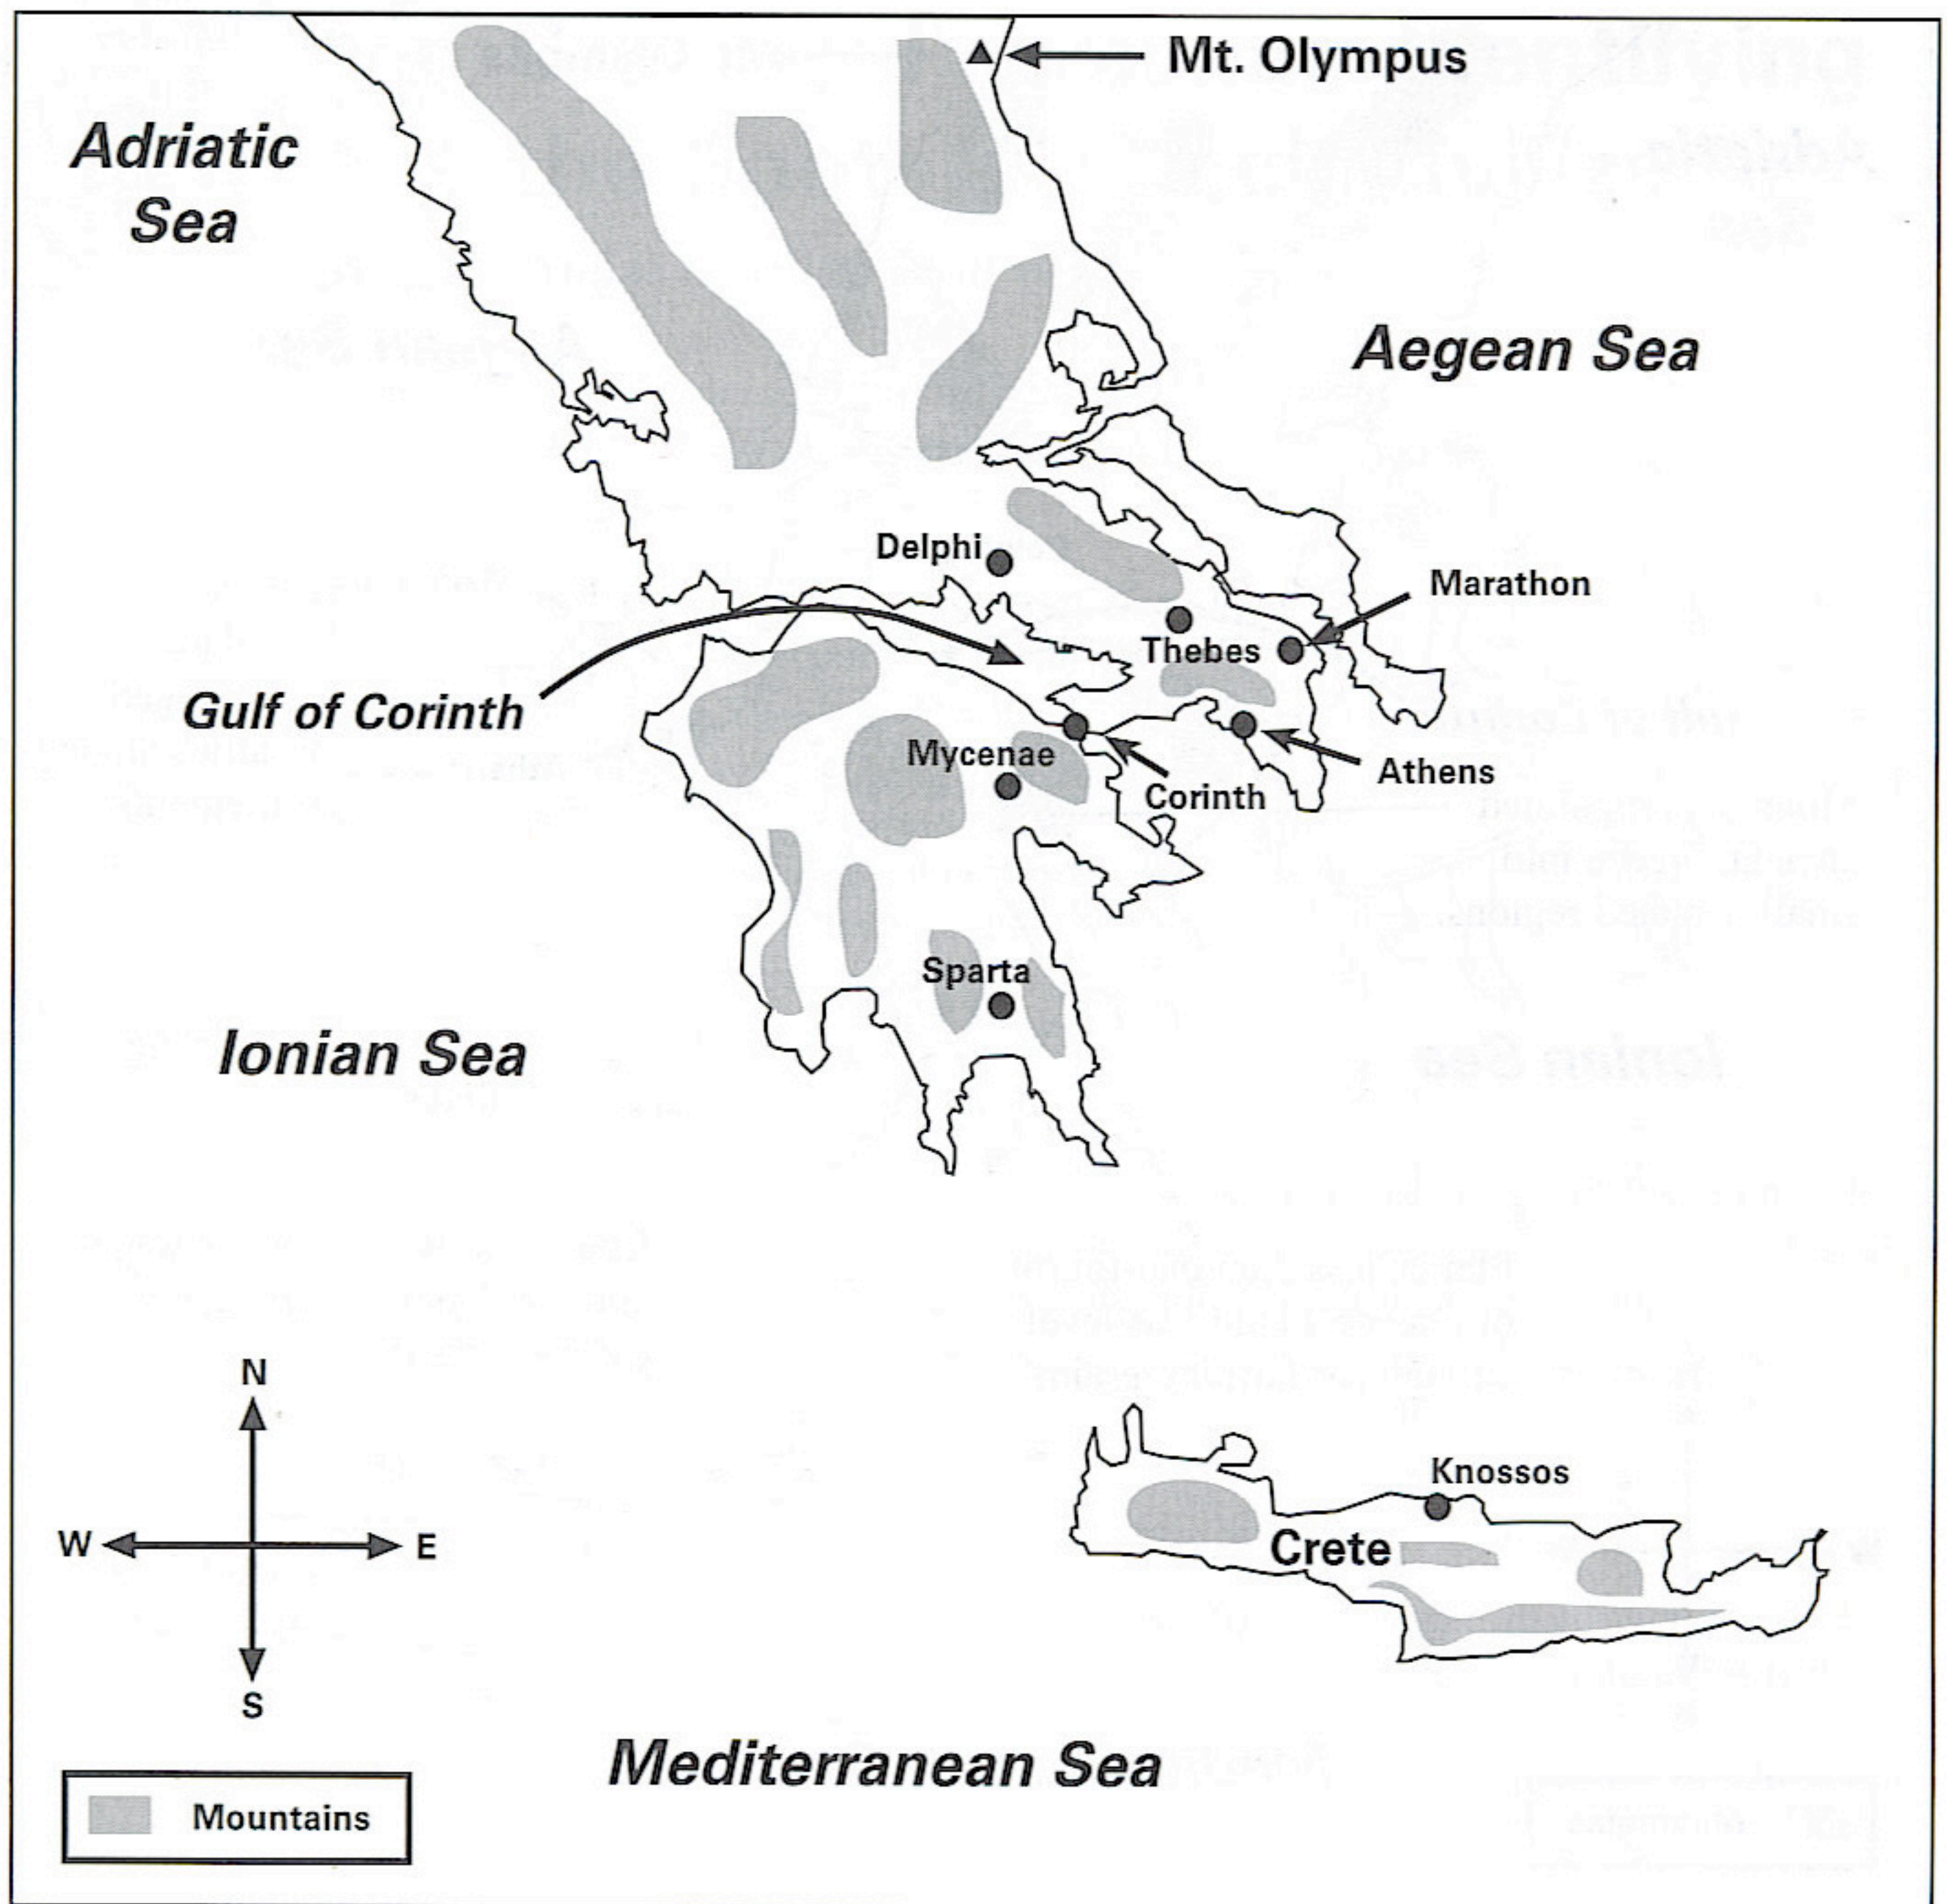 Mt. Olympus
Adriatic
Sea
Aegean Sea
Delphi
Marathon
Thebes
Gulf of Corinth
Mycenae
Athens
Corinth
Sparta
Ionian Sea
N
Knossos
W
E
Crete
S
Mediterranean Sea
Mountains